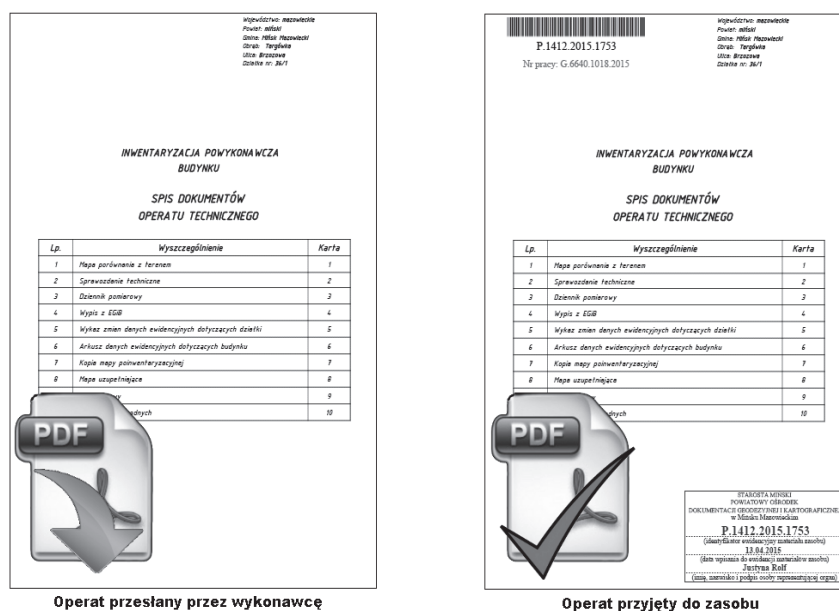 Województwo: mazowieckie
Powiat: miński
Gmina: Mińsk Mazowiecki
Obręb: Targówka
Ulica: Brzozowa
Działka nr: 36/1
INWENTARYZACJA POWYKONAWCZA
BUDYNKU
SPIS DOKUMENTÓW
OPERATU TECHNICZNEGO
Lp. Wyszczególnienie Karta
1 Mapa porównania z terenem 1
2 Sprawozdanie techniczne 2
3 Dziennik pomiarowy 3
4 Wypis z EGiB 4
5 Wykaz zmian danych ewidencyjnych dotyczących działki 5
6 Arkusz danych ewidencyjnych dotyczących budynku 6
7 Kopia mapy poinwentaryzacyjnej 7
8 Mapa uzupełniająca 8
9
10
PDF
Operat przesłany przez wykonawcę
P.1412.2015.1753
Nr pracy: G.6640.1018.2015
Województwo: mazowieckie
Powiat: miński
Gmina: Mińsk Mazowiecki
Obręb: Targówka
Ulica: Brzozowa
Działka nr: 36/1
INWENTARYZACJA POWYKONAWCZA
BUDYNKU
SPIS DOKUMENTÓW
OPERATU TECHNICZNEGO
Lp. Wyszczególnienie Karta
1 Mapa porównania z terenem 1
2 Sprawozdanie techniczne 2
3 Dziennik pomiarowy 3
4 Wypis z EGiB 4
5 Wykaz zmian danych ewidencyjnych dotyczących działki 5
6 Arkusz danych ewidencyjnych dotyczących budynku 6
7 Kopia mapy poinwentaryzacyjnej 7
8 Mapa uzupełniająca 8
9
10
PDF
STAROSTA MIŃSKI
POWIATOWY OŚRODEK
DOKUMENTACJI GEODEZYJNEJ I KARTOGRAFICZNEJ
w Mińsku Mazowieckim
P.1412.2015.1753
(identyfikator ewidencyjny materiału zasobu)
13.04.2015
(data wpisania do ewidencji materiałów zasobu)
Justyna Rolf
(imię, nazwisko i podpis osoby reprezentującej organ)
Operat przyjęty do zasobu